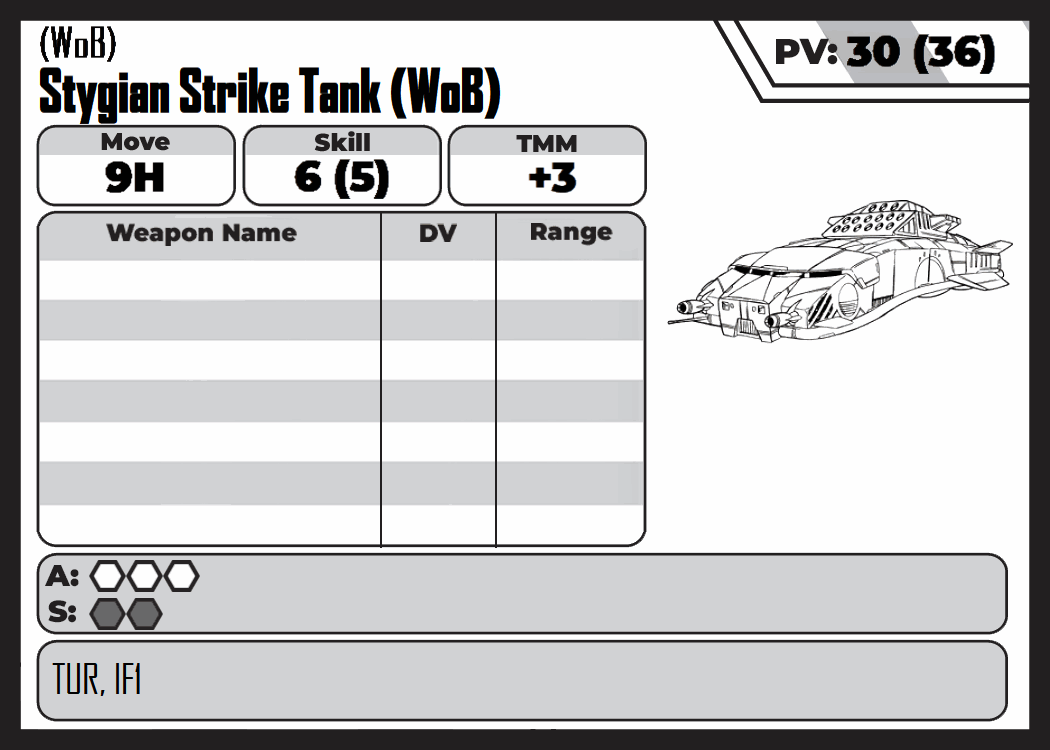 (WoB)
Stygian Strike Tank (WoB)
PV: 30 (36)
Move Skill TMM
9H 6 (5) +3
Weapon Name DV Range
A:
S:
TUR, IF1